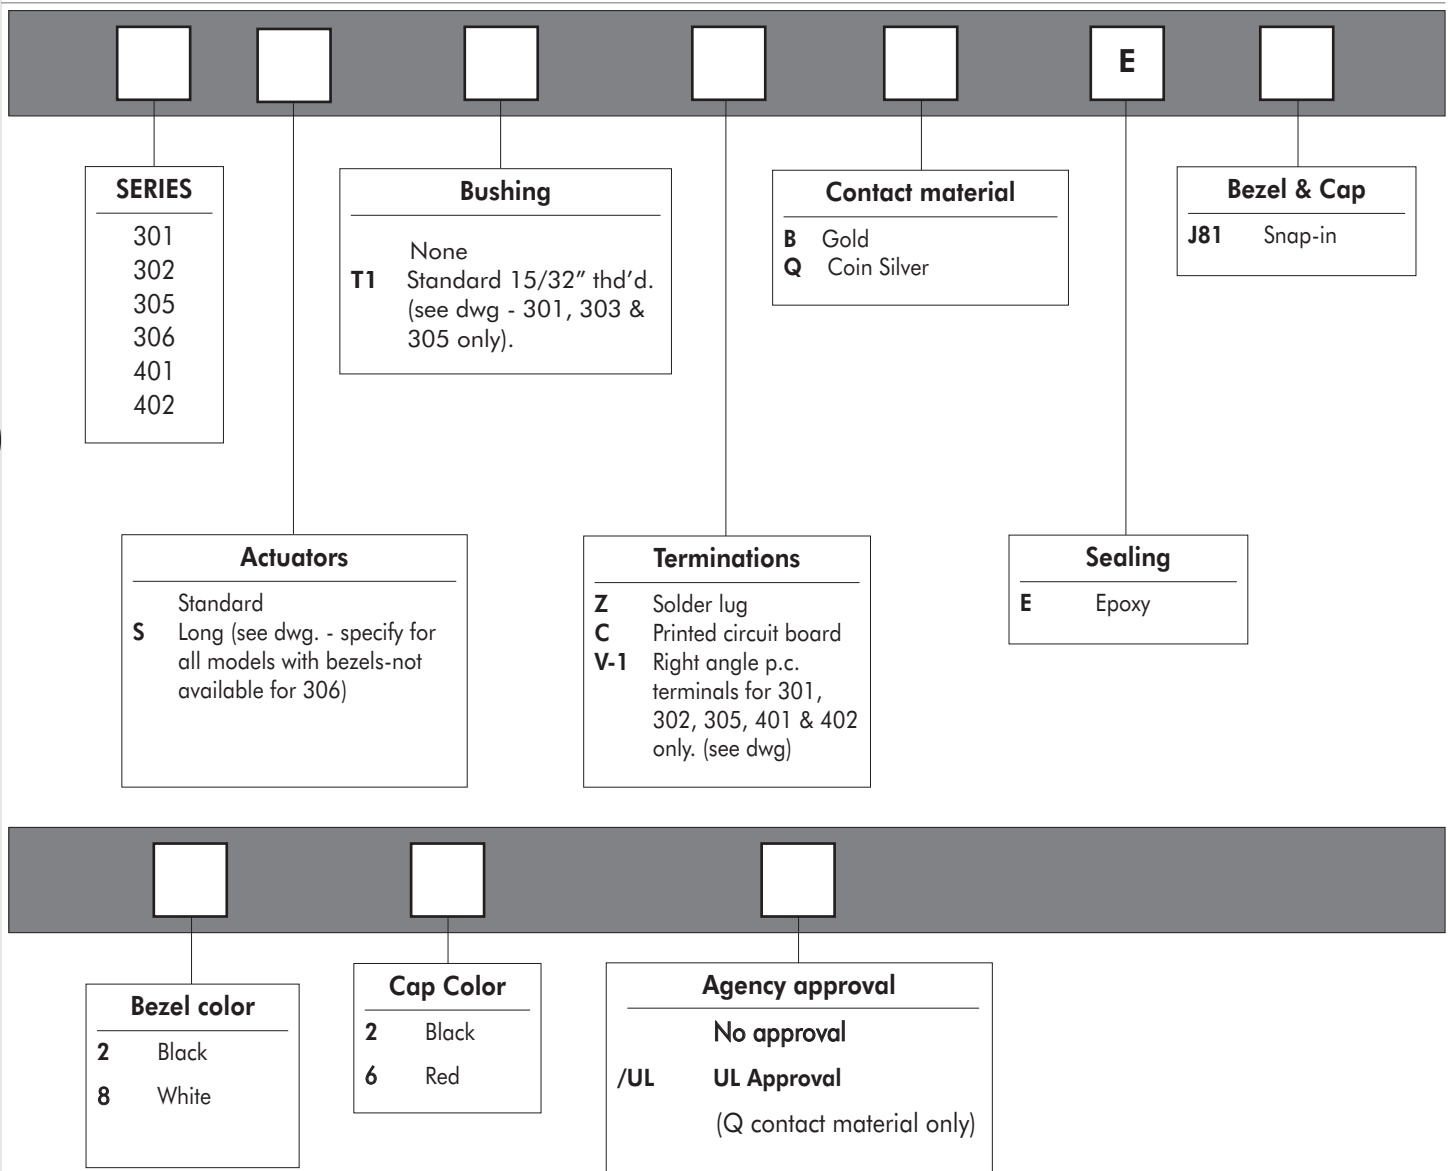 E
SERIES
301
302
305
306
401
402
Bushing
None
T1 Standard 15/32" thd'd.
(see dwg - 301, 303 &
305 only).
Contact material
B Gold
Q Coin Silver
Bezel & Cap
J81 Snap-in
Actuators
Standard
S Long (see dwg. - specify for
all models with bezels-not
available for 306)
Terminations
Z Solder lug
C Printed circuit board
V-1 Right angle p.c.
terminals for 301,
302, 305, 401 & 402
only. (see dwg)
Sealing
E Epoxy
Bezel color
2 Black
8 White
Cap Color
2 Black
6 Red
Agency approval
No approval
/UL UL Approval
(Q contact material only)